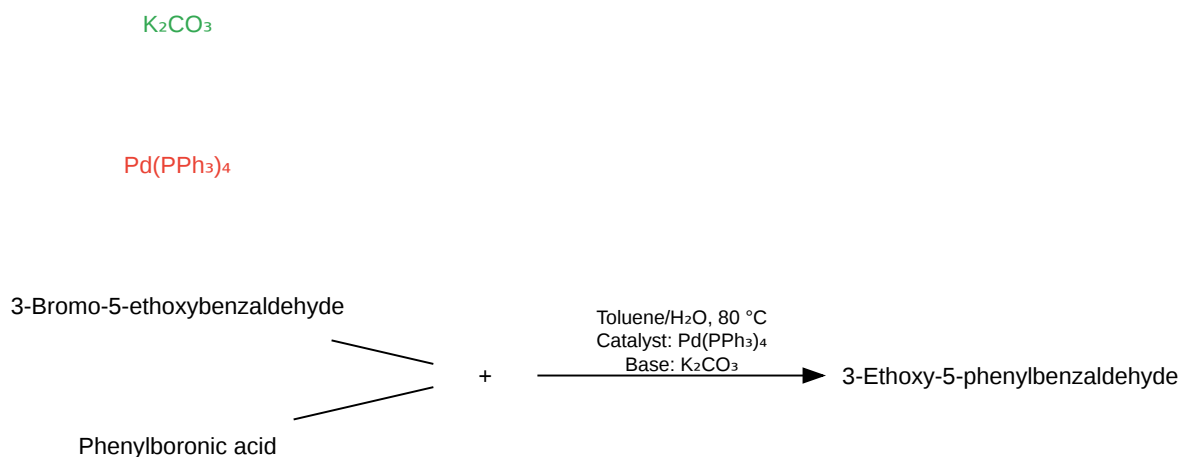 K₂CO₃
Pd(PPh₃)₄
3-Bromo-5-ethoxybenzaldehyde
Toluene/H₂O, 80 °C
Catalyst: Pd(PPh₃)₄
Base: K₂CO₃
+
3-Ethoxy-5-phenylbenzaldehyde
Phenylboronic acid